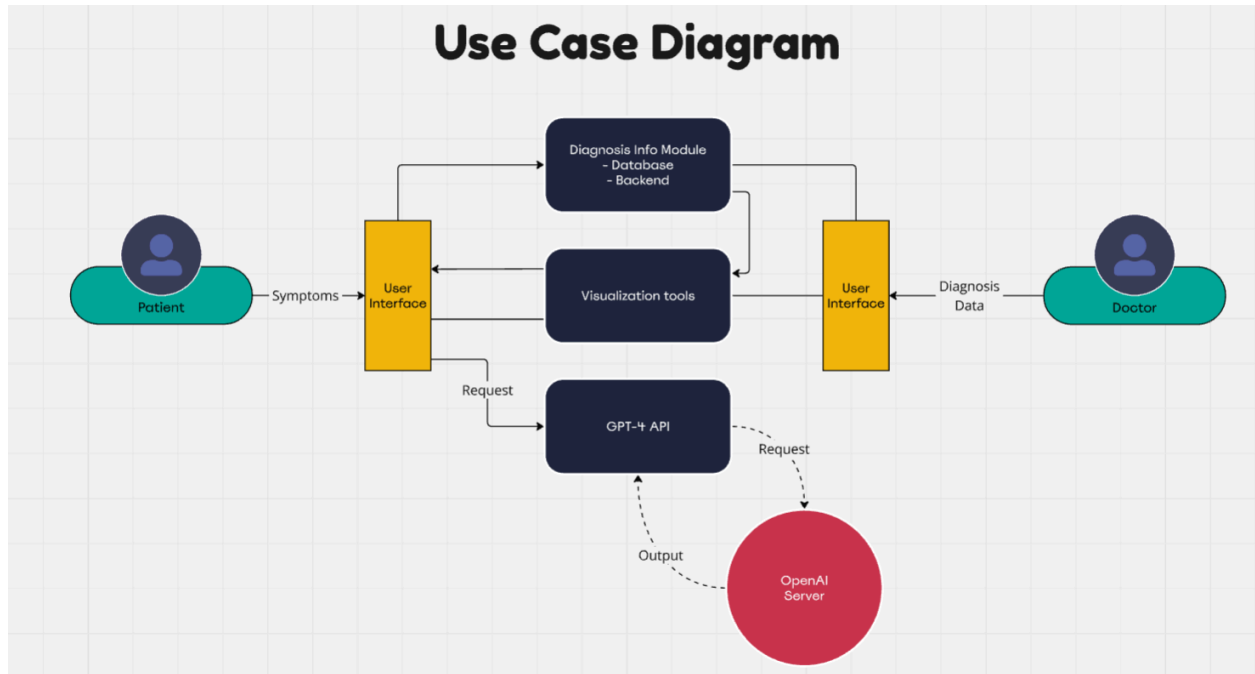 Use Case Diagram
Diagnosis Info Module
- Database
- Backend
Patient
Symptoms
User
Interface
Visualization tools
User
Interface
Diagnosis
Data
Doctor
Request
GPT-4 API
Request
Output
OpenAI
Server